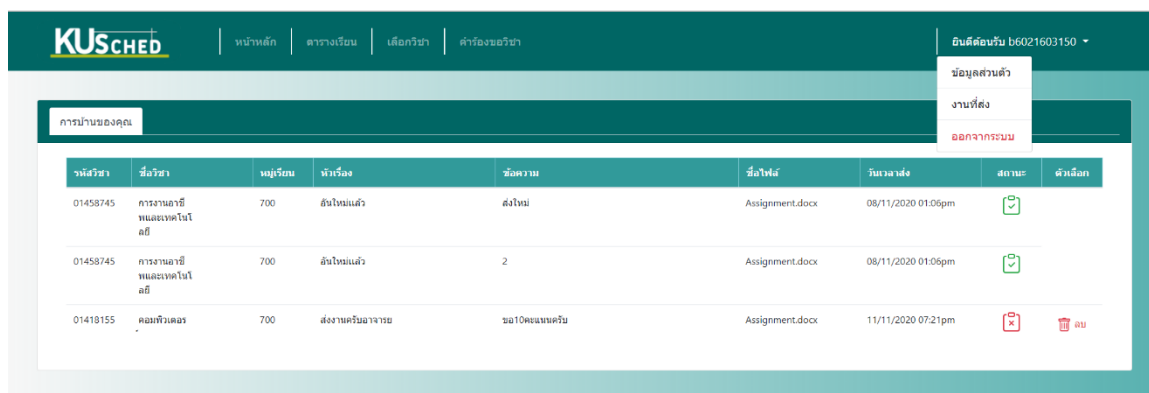 KUSCHED
หน้าหลัก ตารางเรียน เลือกวิชา คำร้องขอวิชา
ยินดีต้อนรับ b6021603150
ข้อมูลส่วนตัว
งานที่ส่ง
ออกจากระบบ
การบ้านของคุณ
รหัสวิชา ชื่อวิชา หมู่เรียน หัวเรื่อง ข้อความ ชื่อไฟล์ วันเวลาส่ง สถานะ ตัวเลือก
01458745 การงานอาชี 700 อันใหม่แล้ว ส่งใหม่ Assignment.docx 08/11/2020 01:06pm
พและเทคโนโ
ลยี
01458745 การงานอาชี 700 อันใหม่แล้ว 2 Assignment.docx 08/11/2020 01:06pm
พและเทคโนโ
ลยี
01418155 คอมพิวเตอร 700 ส่งงานครับอาจารย ขอ10คะแนนครับ Assignment.docx 11/11/2020 07:21pm ลบ